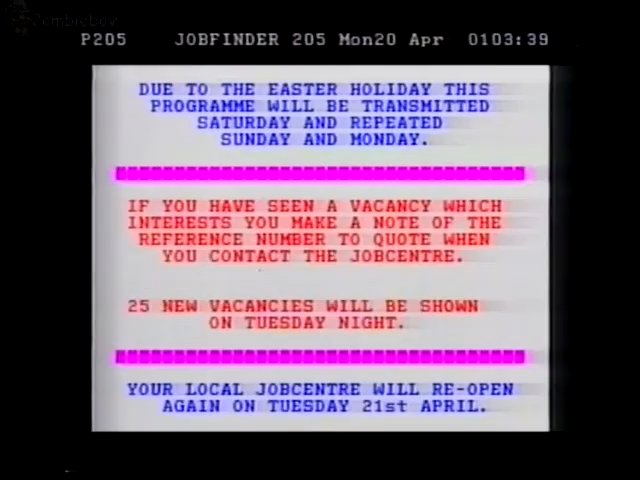 Zombieboy
P205 JOBFINDER 205 Mon20 Apr 0103:39
DUE TO THE EASTER HOLIDAY THIS
PROGRAMME WILL BE TRANSMITTED
SATURDAY AND REPEATED
SUNDAY AND MONDAY.
IF YOU HAVE SEEN A VACANCY WHICH
INTERESTS YOU MAKE A NOTE OF THE
REFERENCE NUMBER TO QUOTE WHEN
YOU CONTACT THE JOBCENTRE.
25 NEW VACANCIES WILL BE SHOWN
ON TUESDAY NIGHT.
YOUR LOCAL JOBCENTRE WILL RE-OPEN
AGAIN ON TUESDAY 21st APRIL.